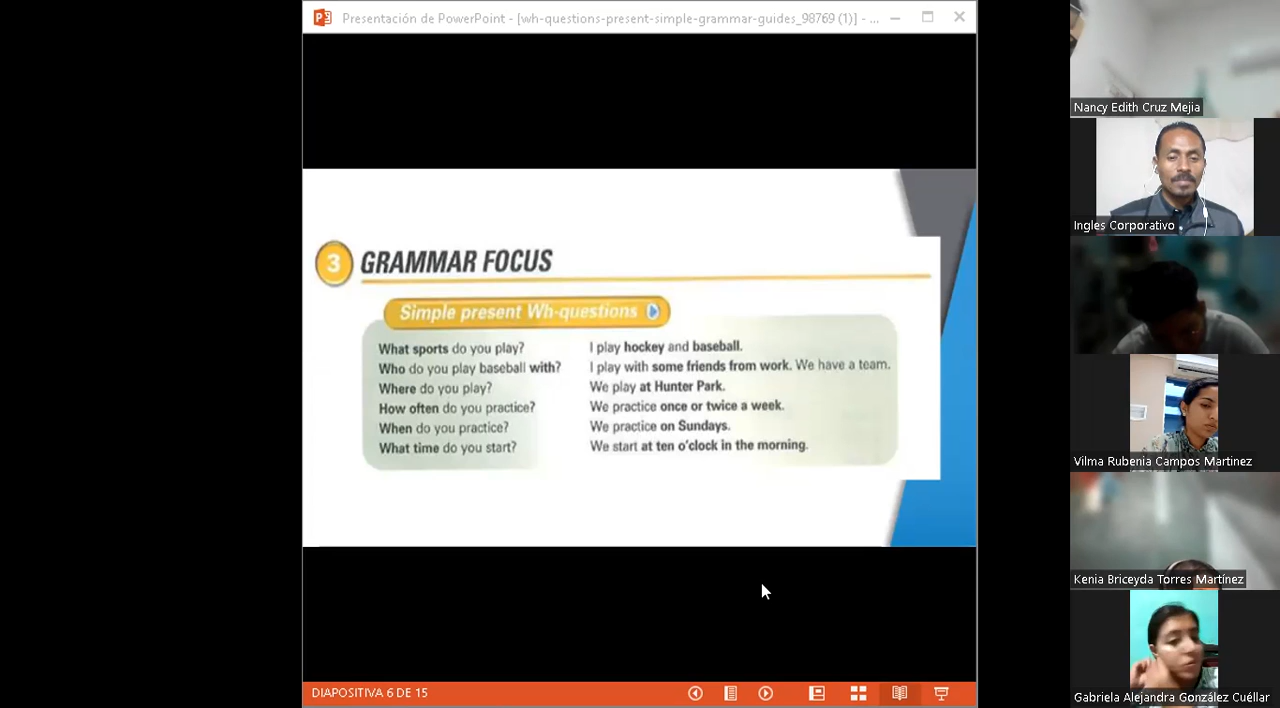 Presentación de PowerPoint - [wh-questions-present-simple-grammar-guides_98769 (1)] - ...
Nancy Edith Cruz Mejia
Ingles Corporativo
3 GRAMMAR FOCUS
Simple present Wh-questions
What sports do you play? I play hockey and baseball.
Who do you play baseball with? I play with some friends from work. We have a team.
Where do you play? We play at Hunter Park.
How often do you practice? We practice once or twice a week.
When do you practice? We practice on Sundays.
What time do you start? We start at ten o'clock in the morning.
Vilma Rubenia Campos Martinez
Kenia Briceyda Torres Martínez
DIAPOSITIVA 6 DE 15
Gabriela Alejandra González Cuéllar